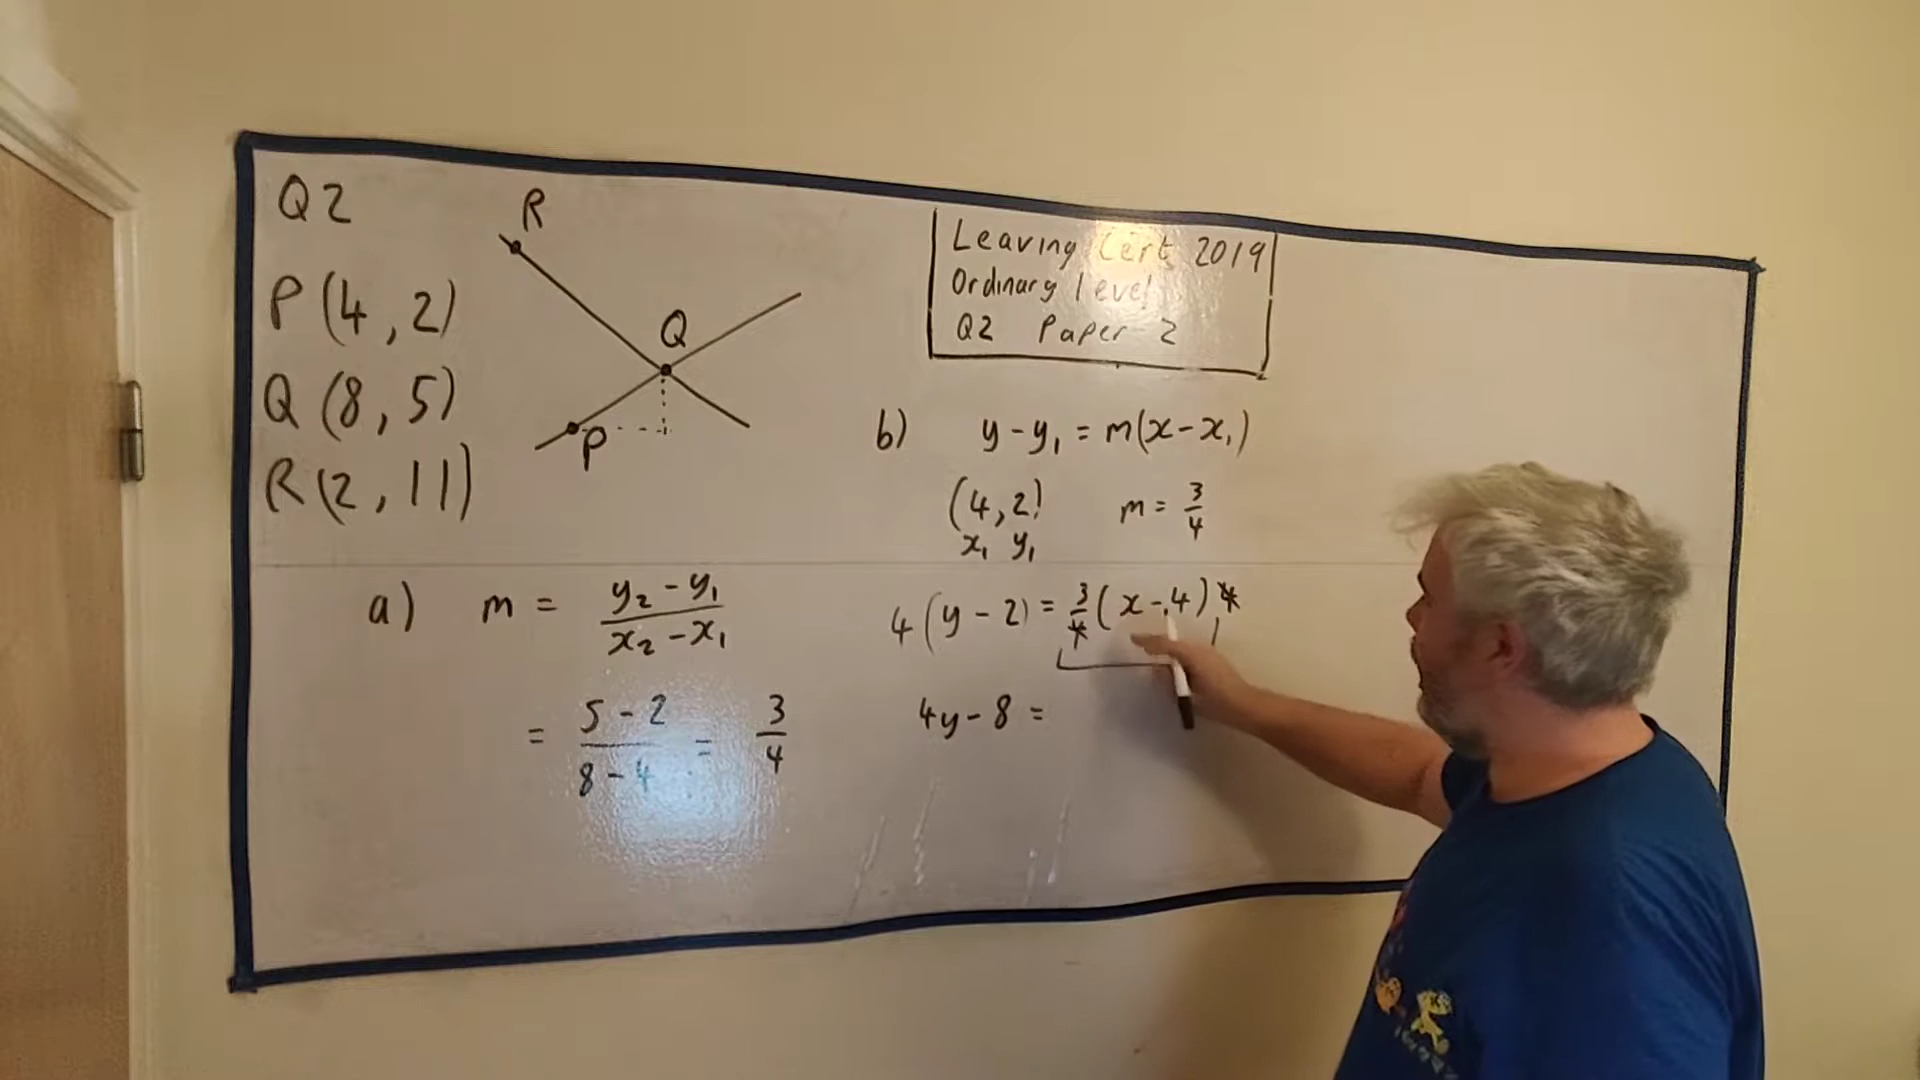 Q2
P(4,2)
Q(8,5)
R(2,11)
R
Q
P
Leaving Cert 2019
Ordinary level
Q2 Paper 2
a) m = y₂ - y₁ / x₂ - x₁
= 5 - 2 / 8 - 4 = 3/4
b) y - y₁ = m(x - x₁)
(4,2) m = 3/4
x₁ y₁
4(y - 2) = 3/4(x - 4)4
4y - 8 =